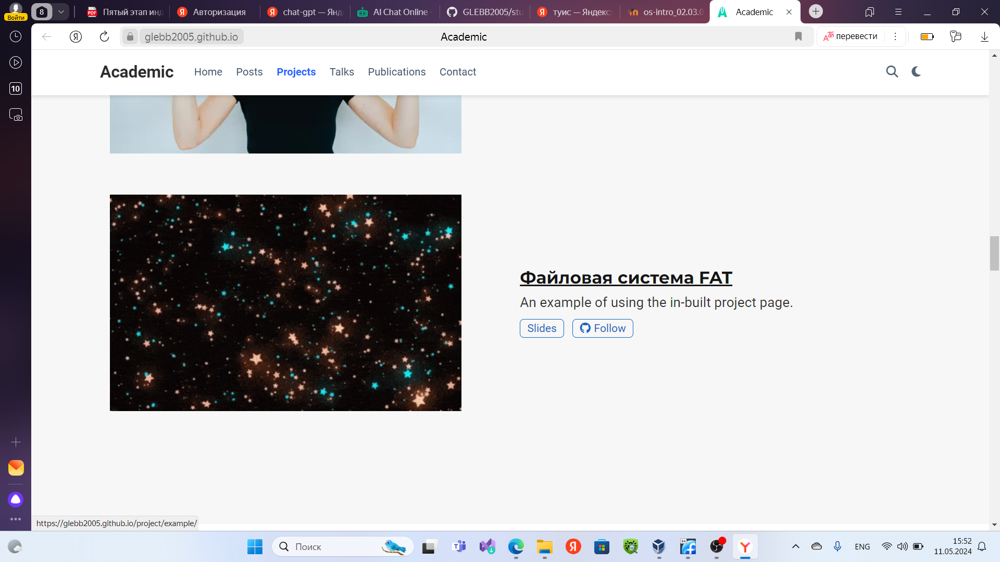 Войти
8
Пятый этап инд
Авторизация
chat-gpt — Янд
AI Chat Online -
GLEBB2005/stu
туис — Яндекс:
os-intro_02.03.0
Academic
glebb2005.github.io
Academic
перевести
10
Academic
Home
Posts
Projects
Talks
Publications
Contact
Файловая система FAT
An example of using the in-built project page.
Slides
Follow
https://glebb2005.github.io/project/example/
Поиск
64
ENG
15:52
11.05.2024